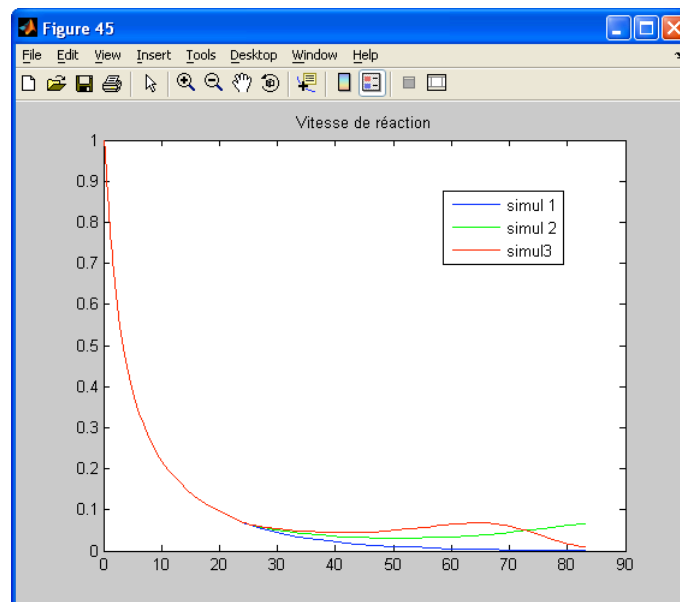 Figure 45
File Edit View Insert Tools Desktop Window Help
Vitesse de réaction
1
0.9
0.8
0.7
0.6
0.5
0.4
0.3
0.2
0.1
0
simul 1
simul 2
simul3
0 10 20 30 40 50 60 70 80 90